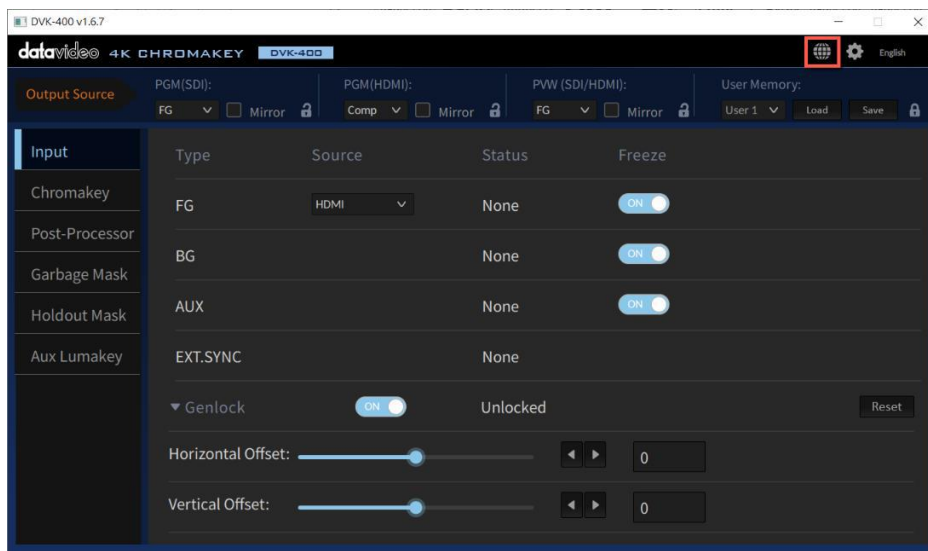 DVK-400 v1.6.7
datavideo 4K CHROMAKEY DVK-400 English
Output Source
PGM(SDI): PGM(HDMI): PVW (SDI/HDMI): User Memory:
FG Mirror Comp Mirror FG Mirror User 1 Load Save
Input
Chromakey
Post-Processor
Garbage Mask
Holdout Mask
Aux Lumakey
Type Source Status Freeze
FG HDMI None ON
BG None ON
AUX None ON
EXT.SYNC None
Genlock ON Unlocked Reset
Horizontal Offset: 0
Vertical Offset: 0